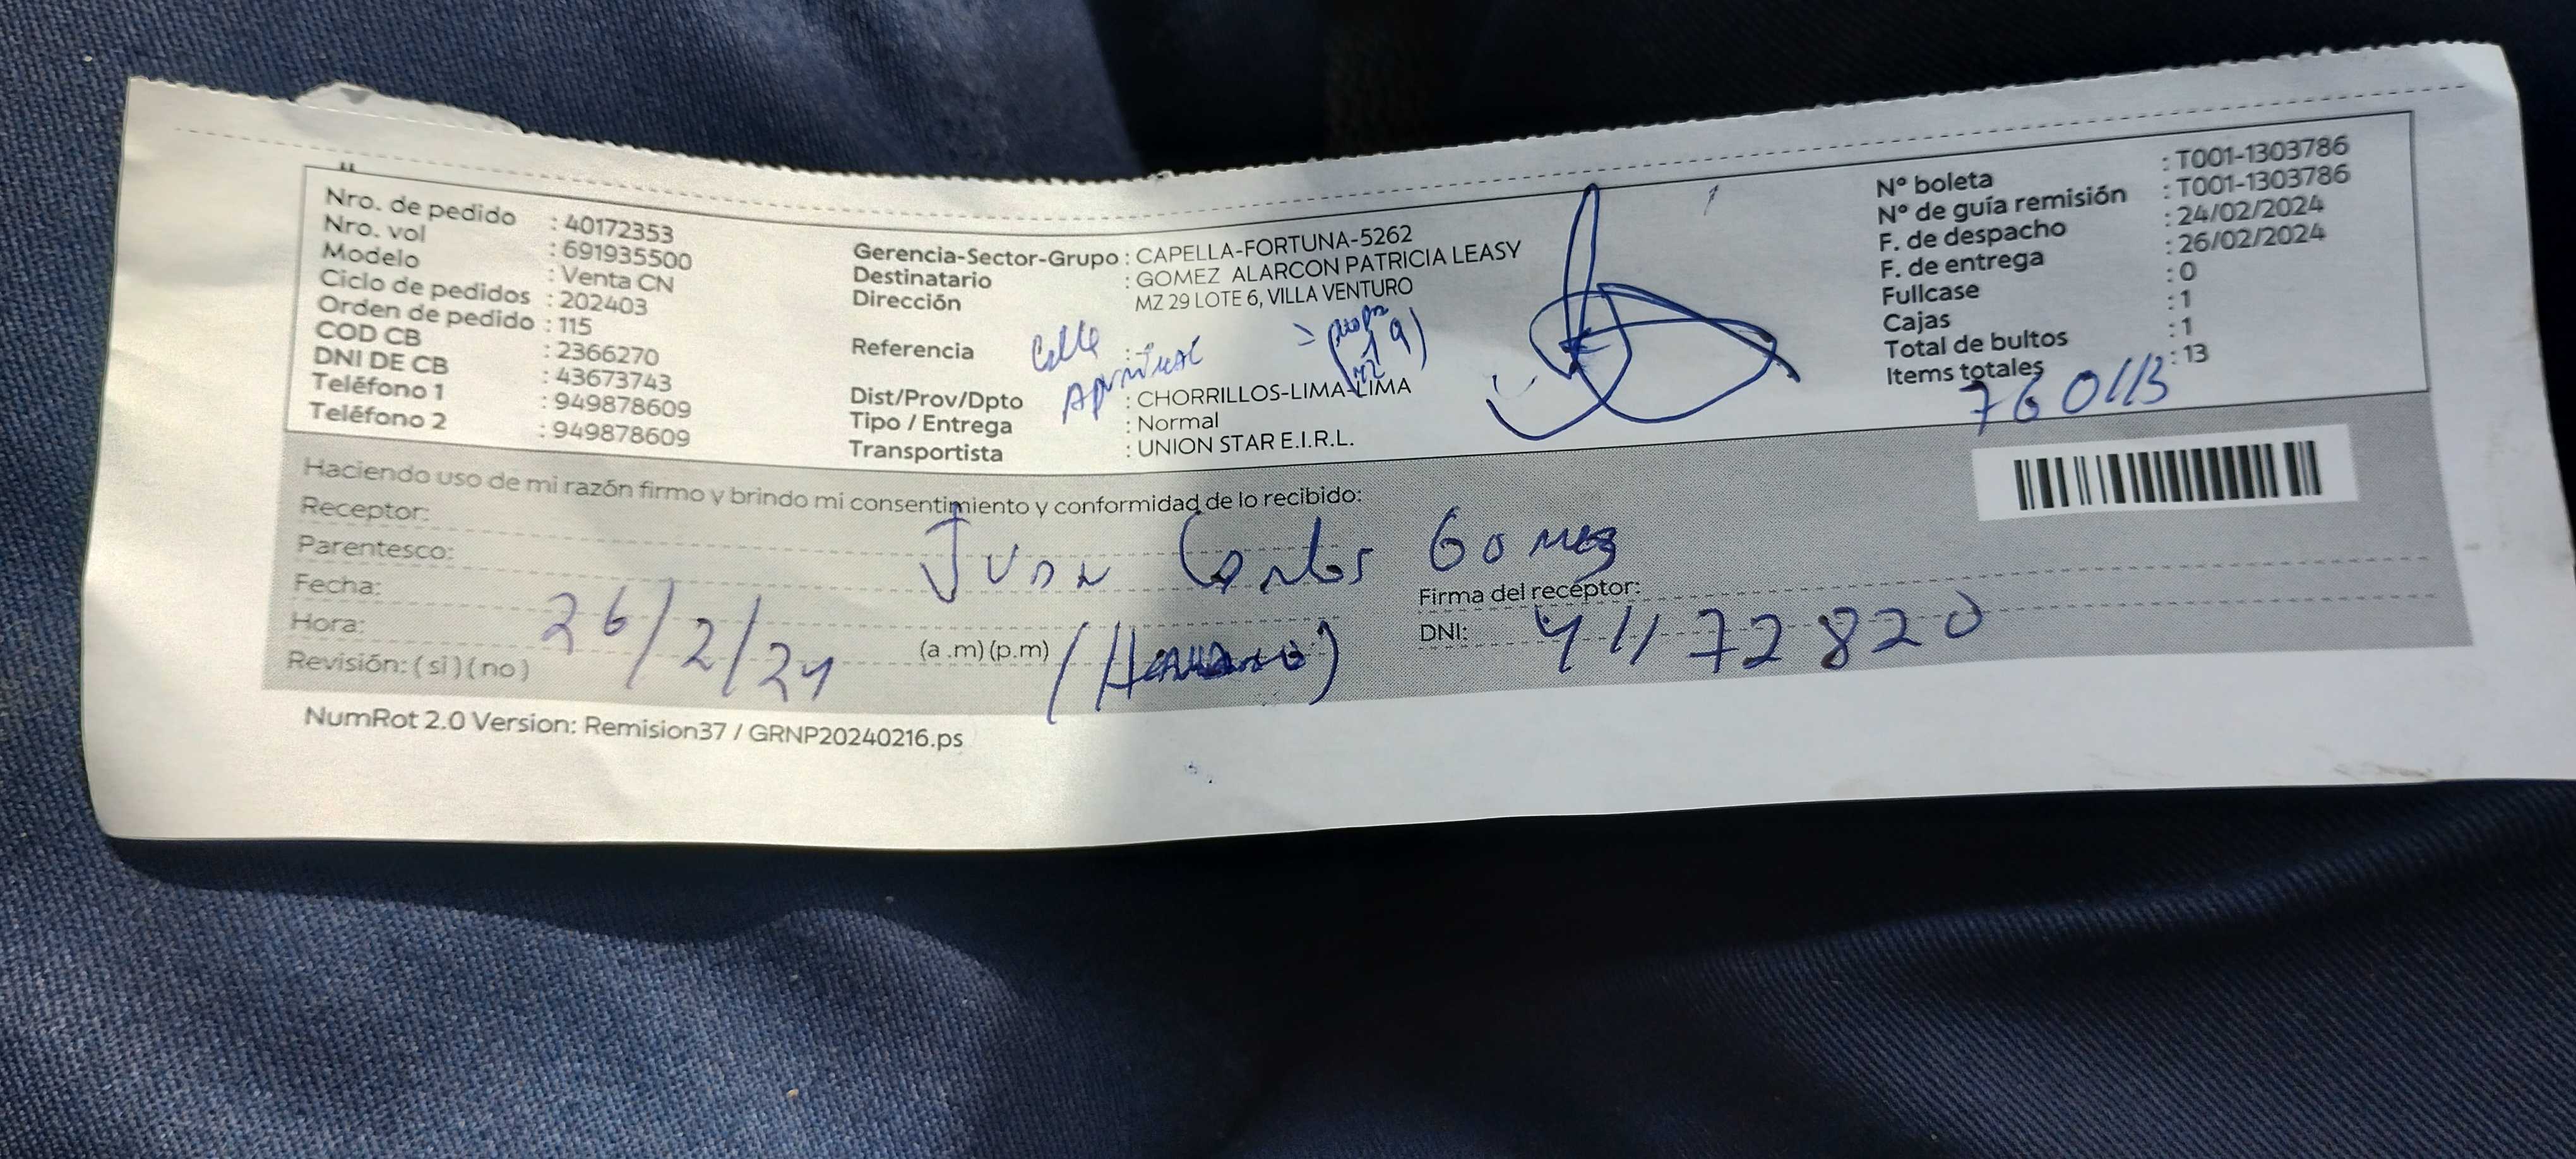 Nro. de pedido : 40172353
Nro. vol : 691935500
Modelo : Venta CN
Ciclo de pedidos : 202403
Orden de pedido : 115
COD CB : 2366270
DNI DE CB : 43673743
Teléfono 1 : 949878609
Teléfono 2 : 949878609
Gerencia-Sector-Grupo : CAPELLA-FORTUNA-5262
Destinatario : GOMEZ ALARCON PATRICIA LEASY
Dirección MZ 29 LOTE 6, VILLA VENTURO
Referencia : -
Calle
Dist/Prov/Dpto : CHORRILLOS-LIMA-LIMA
Tipo / Entrega : Normal
Transportista : UNION STAR E.I.R.L.
N° boleta : T001-1303786
N° de guía remisión : T001-1303786
F. de despacho : 24/02/2024
F. de entrega : 26/02/2024
Fullcase : 0
Cajas : 1
Total de bultos : 1
Items totales : 13
Haciendo uso de mi razón firmo y brindo mi consentimiento y conformidad de lo recibido:
Receptor: Juan Carlos Gomez
Parentesco:
Fecha: 26/2/24
Firma del receptor:
Hora: (a .m) (p.m) (Hermano)
DNI: 41172820
Revisión: ( si ) ( no )
NumRot 2.0 Version: Remision37 / GRNP20240216.ps